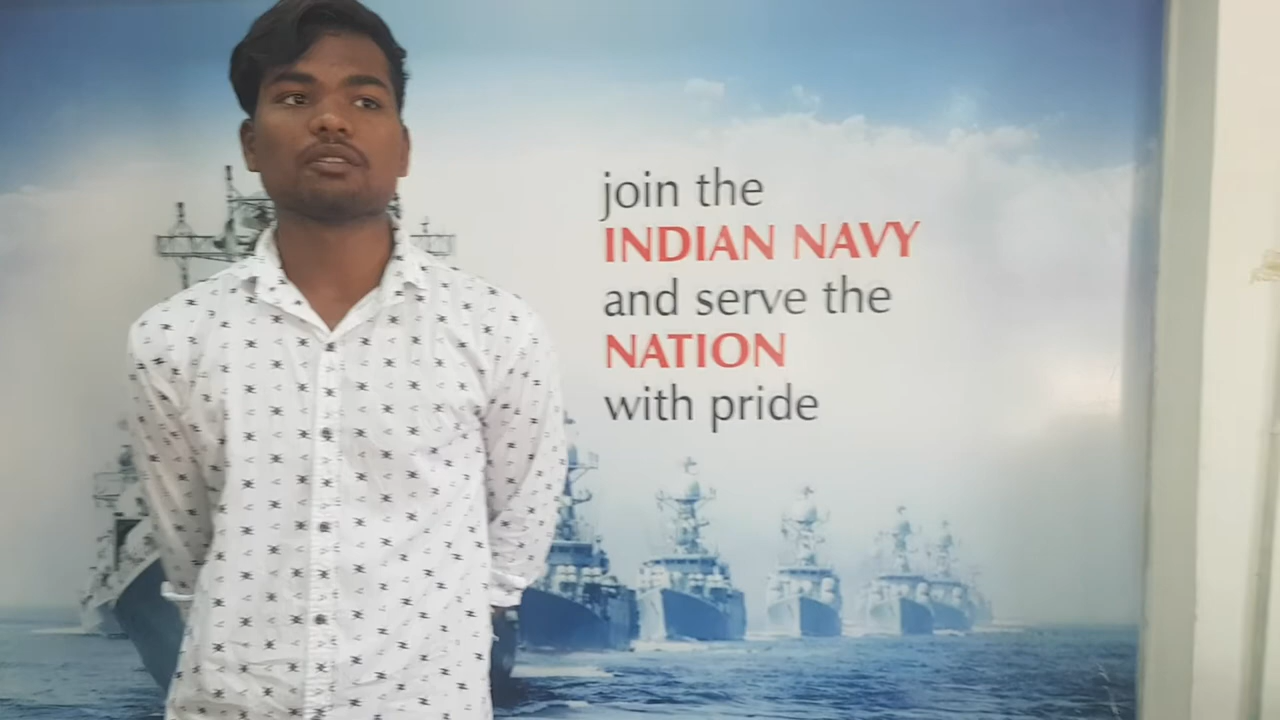 join the
INDIAN NAVY
and serve the
NATION
with pride